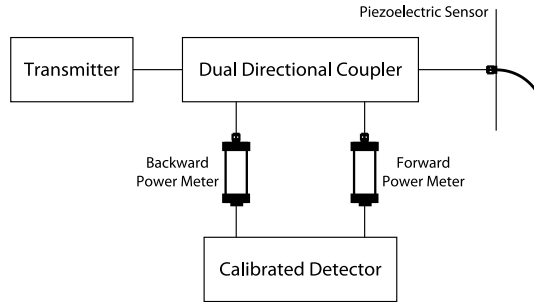 Piezoelectric Sensor
Transmitter
Dual Directional Coupler
Backward
Power Meter
Forward
Power Meter
Calibrated Detector